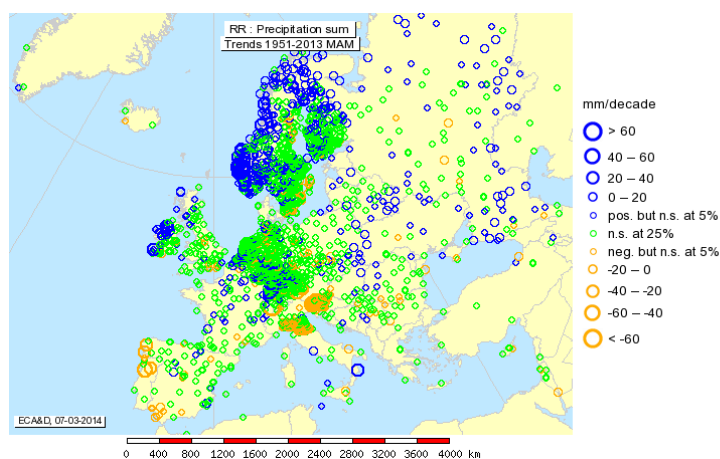 RR : Precipitation sum
Trends 1951-2013 MAM
mm/decade
> 60
40 – 60
20 – 40
0 – 20
pos. but n.s. at 5%
n.s. at 25%
neg. but n.s. at 5%
-20 – 0
-40 – -20
-60 – -40
< -60
ECA&D, 07-03-2014
0 400 800 1200 1600 2000 2400 2800 3200 3600 4000 km